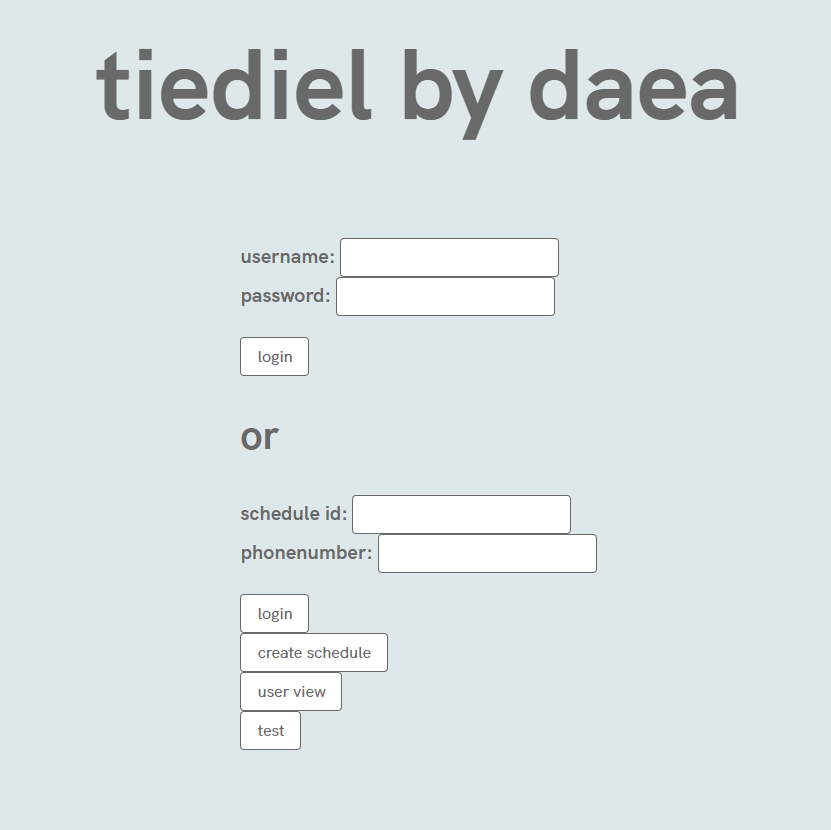 tiediel by daea
username:
password:
login
or
schedule id:
phonenumber:
login
create schedule
user view
test